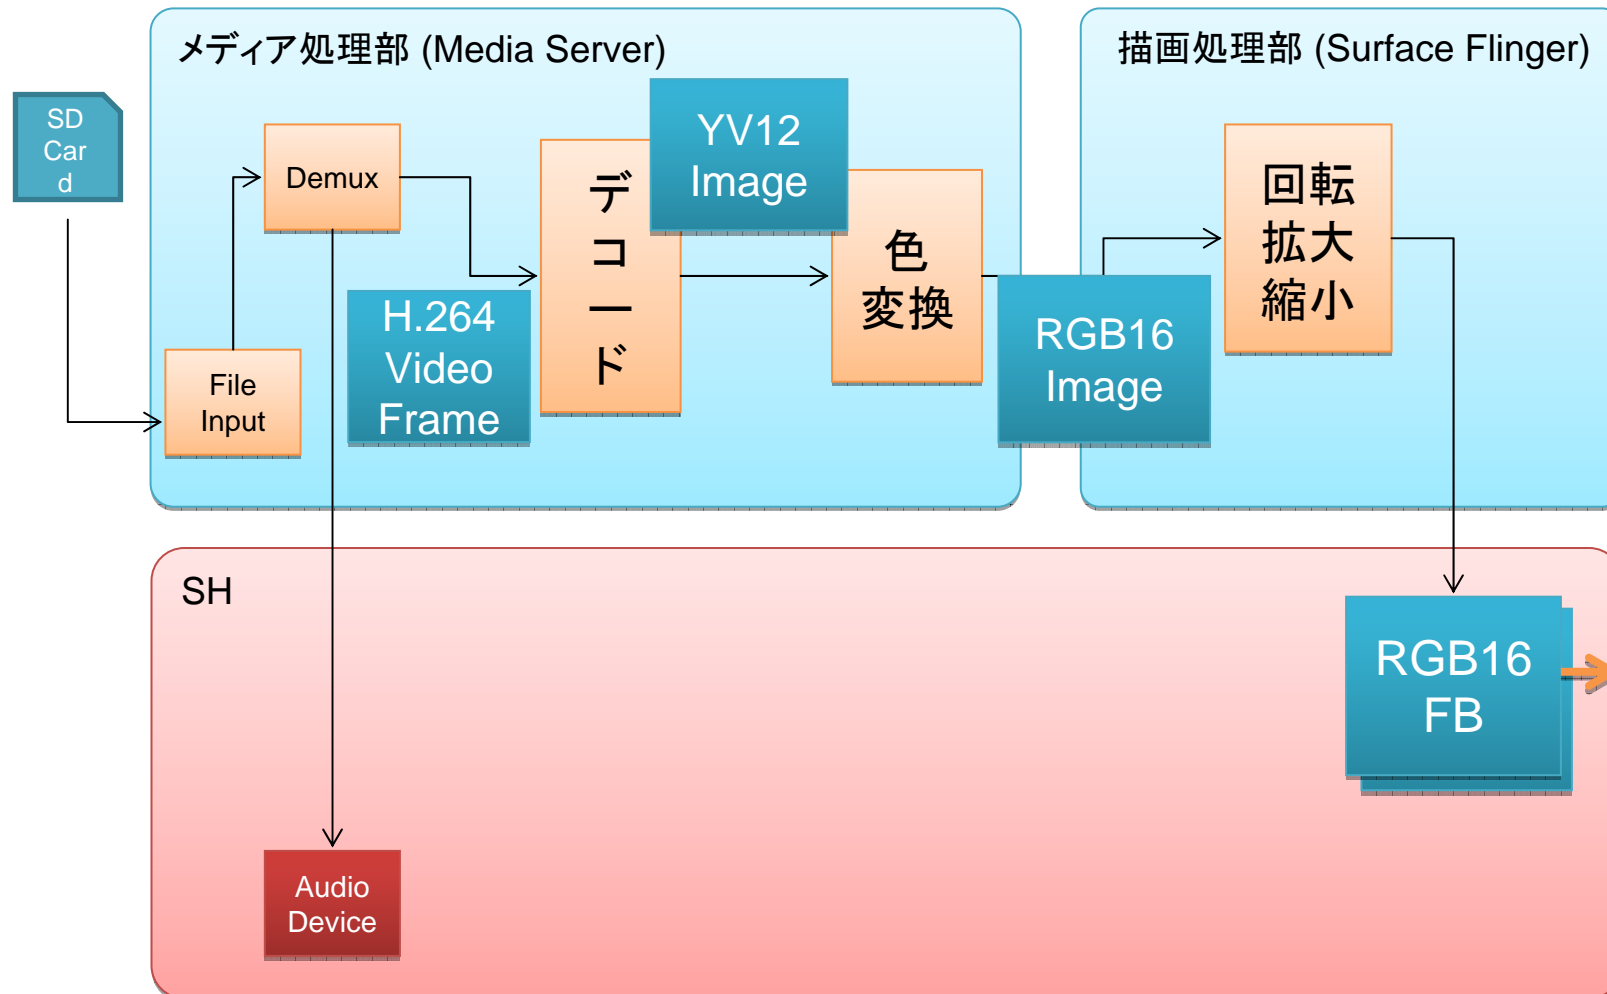 メディア処理部 (Media Server)
描画処理部 (Surface Flinger)
SD
Car
d
Demux
デ
コ
ー
ド
YV12
Image
色
変換
回転
拡大
縮小
H.264
Video
Frame
RGB16
Image
File
Input
SH
RGB16
FB
Audio
Device